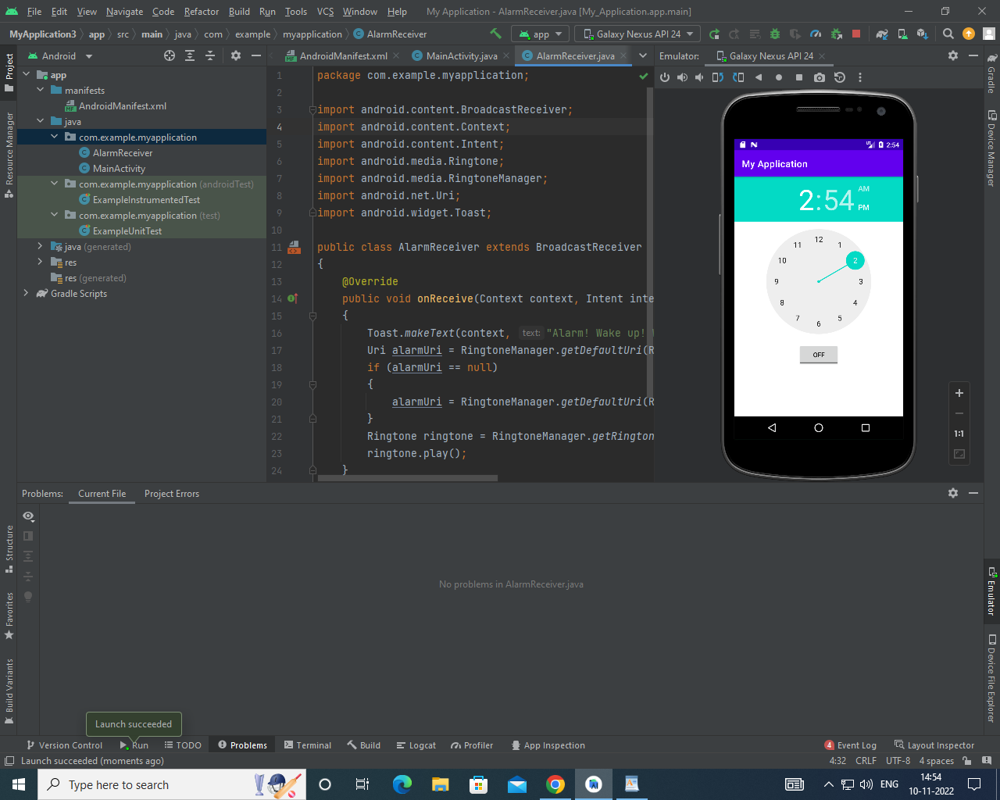 File Edit View Navigate Code Refactor Build Run Tools VCS Window Help My Application - AlarmReceiver.java [My_Application.app.main]
MyApplication3 app src main java com example myapplication AlarmReceiver app Galaxy Nexus API 24
Project
Resource Manager
Structure
Favorites
Build Variants
Android
app
manifests
AndroidManifest.xml
java
com.example.myapplication
AlarmReceiver
MainActivity
com.example.myapplication (androidTest)
ExampleInstrumentedTest
com.example.myapplication (test)
ExampleUnitTest
java (generated)
res
res (generated)
Gradle Scripts
AndroidManifest.xml MainActivity.java AlarmReceiver.java
1 package com.example.myapplication;
2
3 import android.content.BroadcastReceiver;
4 import android.content.Context;
5 import android.content.Intent;
6 import android.media.Ringtone;
7 import android.media.RingtoneManager;
8 import android.net.Uri;
9 import android.widget.Toast;
10
11 public class AlarmReceiver extends BroadcastReceiver
12 {
13 @Override
14 public void onReceive(Context context, Intent inte
15 {
16 Toast.makeText(context, text: "Alarm! Wake up!
17 Uri alarmUri = RingtoneManager.getDefaultUri(R
18 if (alarmUri == null)
19 {
20 alarmUri = RingtoneManager.getDefaultUri(R
21 }
22 Ringtone ringtone = RingtoneManager.getRington
23 ringtone.play();
24 }
Emulator: Galaxy Nexus API 24
2:54
My Application
2:54 AM PM
12
11 1
10 2
9 3
8 4
7 5
6
OFF
1:1
Gradle
Device Manager
Emulator
Device File Explorer
Problems: Current File Project Errors
No problems in AlarmReceiver.java
Launch succeeded
Version Control Run TODO Problems Terminal Build Logcat Profiler App Inspection 4 Event Log Layout Inspector
Launch succeeded (moments ago) 4:32 CRLF UTF-8 4 spaces
Type here to search ENG 14:54
10-11-2022